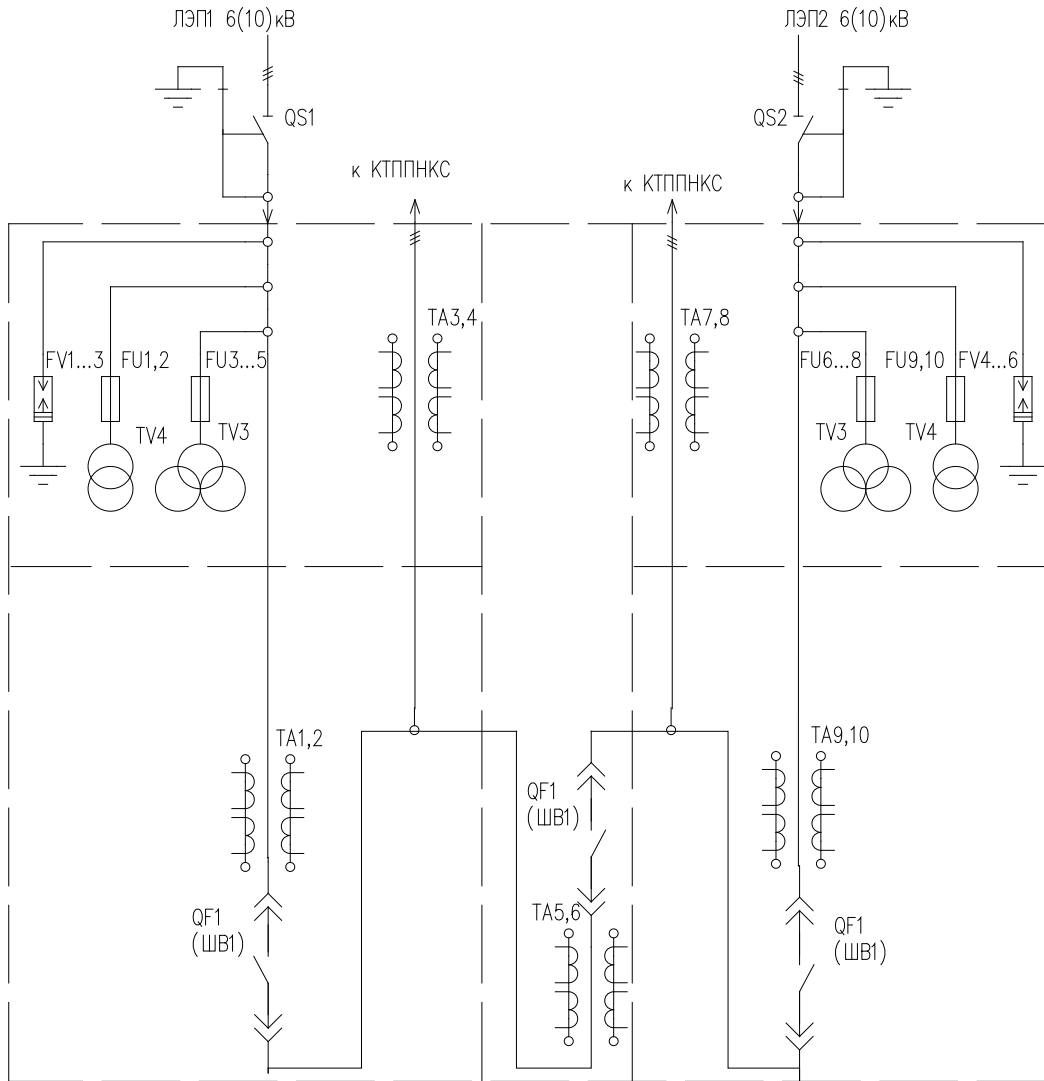 ЛЭП1 6(10)кВ
ЛЭП2 6(10)кВ
QS1
QS2
к КТППНКС
к КТППНКС
TA3,4
TA7,8
FV1...3
FU1,2
FU3...5
FU6...8
FU9,10
FV4...6
TV4
TV3
TV3
TV4
TA1,2
TA9,10
QF1
(ШВ1)
TA5,6
QF1
(ШВ1)
QF1
(ШВ1)